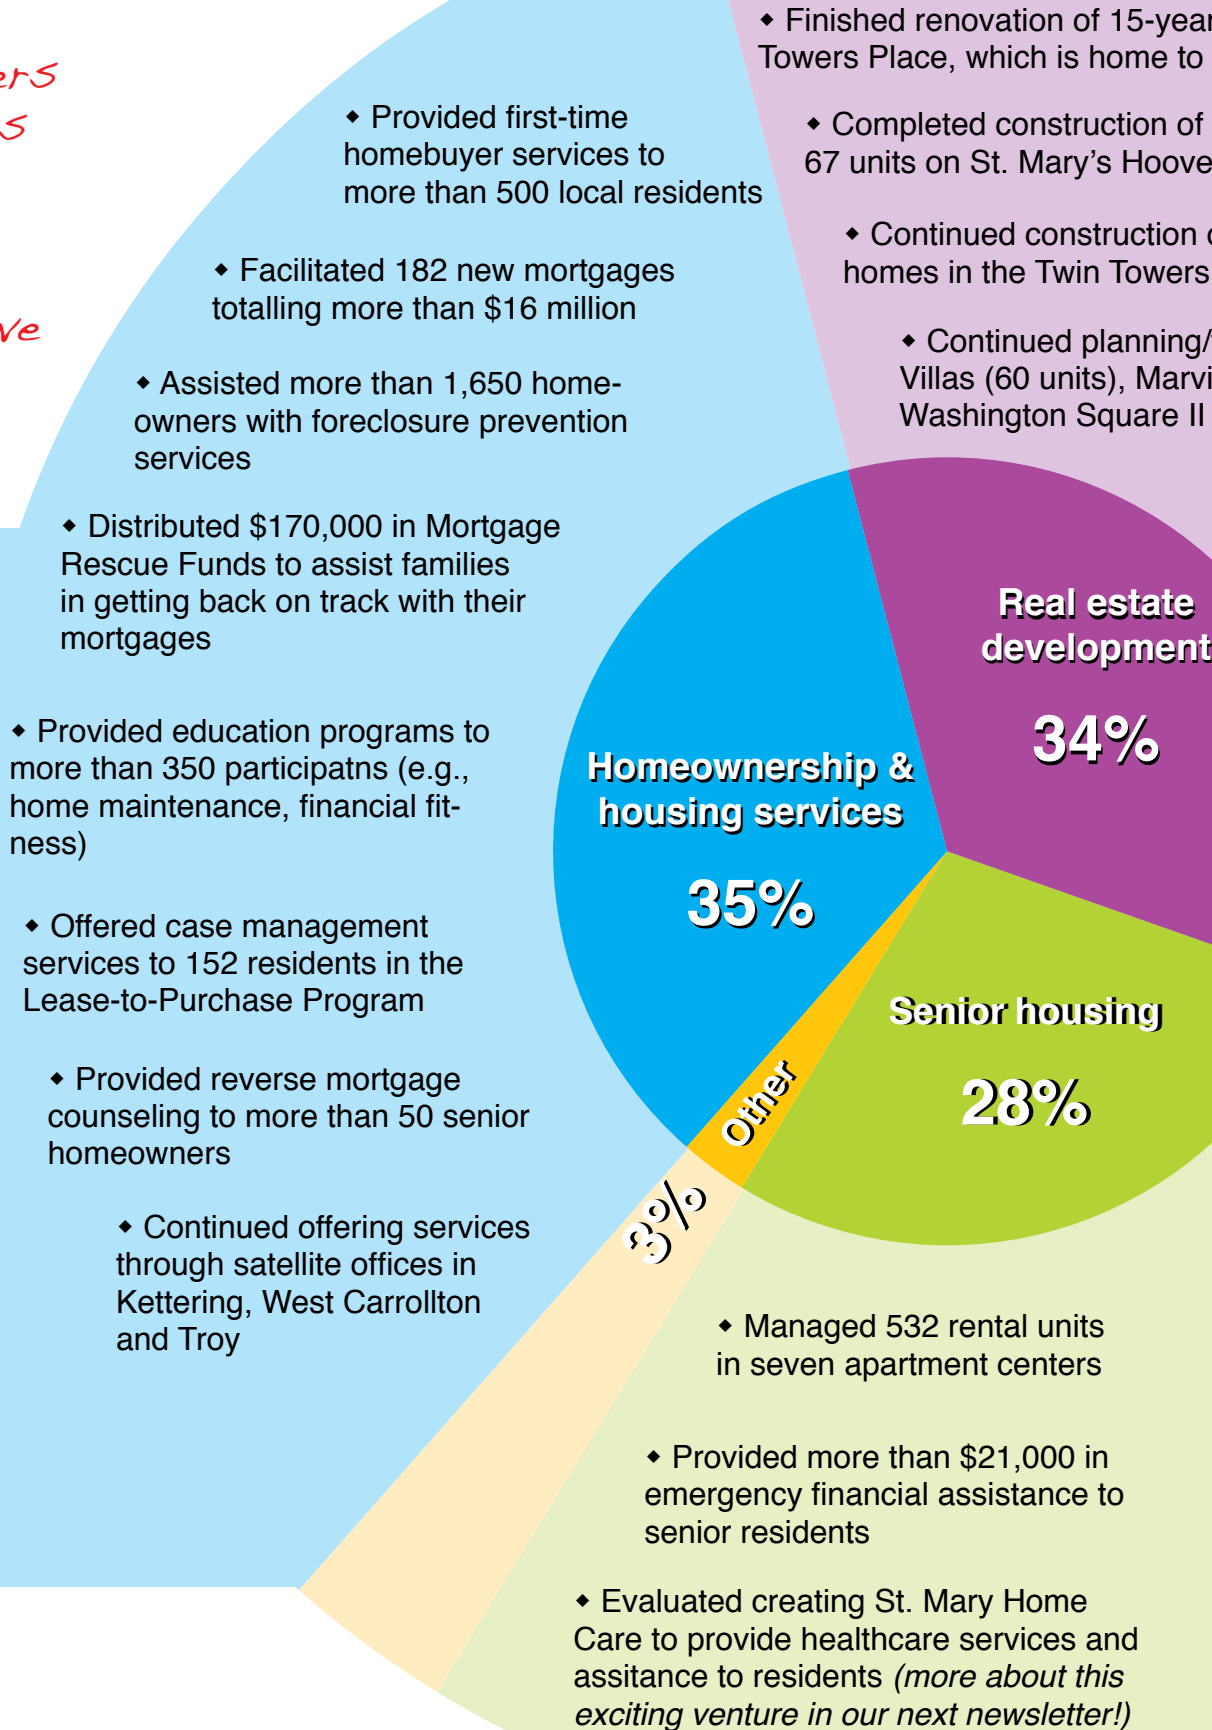 ◆ Provided first-time
homebuyer services to
more than 500 local residents
◆ Facilitated 182 new mortgages
totalling more than $16 million
◆ Assisted more than 1,650 home-
owners with foreclosure prevention
services
◆ Distributed $170,000 in Mortgage
Rescue Funds to assist families
in getting back on track with their
mortgages
◆ Provided education programs to
more than 350 participatns (e.g.,
home maintenance, financial fit-
ness)
◆ Offered case management
services to 152 residents in the
Lease-to-Purchase Program
◆ Provided reverse mortgage
counseling to more than 50 senior
homeowners
◆ Continued offering services
through satellite offices in
Kettering, West Carrollton
and Troy
◆ Finished renovation of 15-year
Towers Place, which is home to
◆ Completed construction of
67 units on St. Mary's
◆ Continued construction
homes in the Twin Towers
◆ Continued
Villas (60 units),
Washington Square II
Homeownership &
housing services
35%
Real estate
development
34%
Senior housing
28%
Other
3%
◆ Managed 532 rental units
in seven apartment centers
◆ Provided more than $21,000 in
emergency financial assistance to
senior residents
◆ Evaluated creating St. Mary Home
Care to provide healthcare services and
assitance to residents (more about this
exciting venture in our next newsletter!)